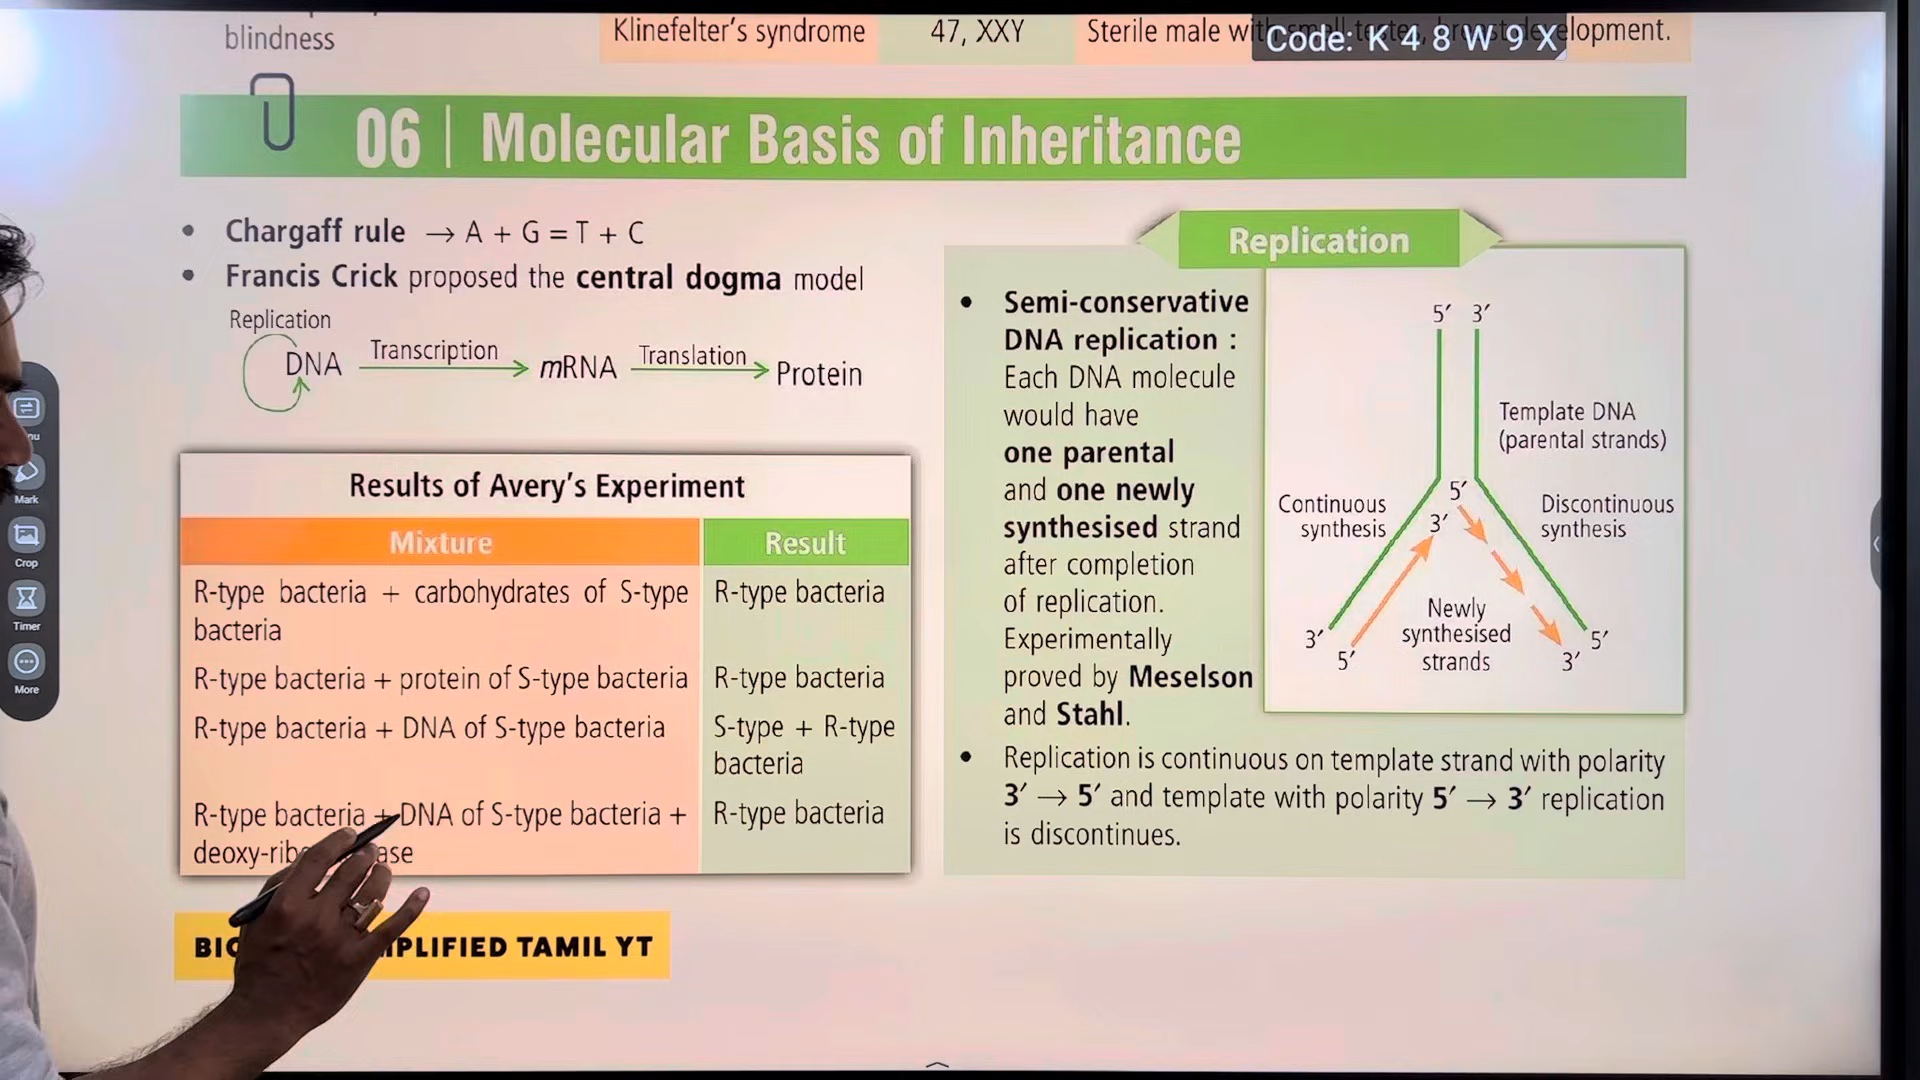 blindness
Klinefelter's syndrome
47, XXY
Sterile male with small testes, breast development.
Code: K 4 8 W 9 X
06 | Molecular Basis of Inheritance
• Chargaff rule → A + G = T + C
• Francis Crick proposed the central dogma model
Replication
DNA Transcription → mRNA Translation → Protein
Results of Avery's Experiment
Mixture Result
R-type bacteria + carbohydrates of S-type R-type bacteria
bacteria
R-type bacteria + protein of S-type bacteria R-type bacteria
R-type bacteria + DNA of S-type bacteria S-type + R-type
bacteria
R-type bacteria + DNA of S-type bacteria + R-type bacteria
Replication
• Semi-conservative
DNA replication :
Each DNA molecule
would have
one parental
and one newly
synthesised strand
after completion
of replication.
Experimentally
proved by Meselson
and Stahl.
5′ 3′
Template DNA
(parental strands)
5′
3′
Continuous
synthesis
Discontinuous
synthesis
Newly
synthesised
strands
3′
5′
5′
3′
• Replication is continuous on template strand with polarity
3′ → 5′ and template with polarity 5′ → 3′ replication
is discontinues.
TAMIL YT
Mark
Crop
Timer
More